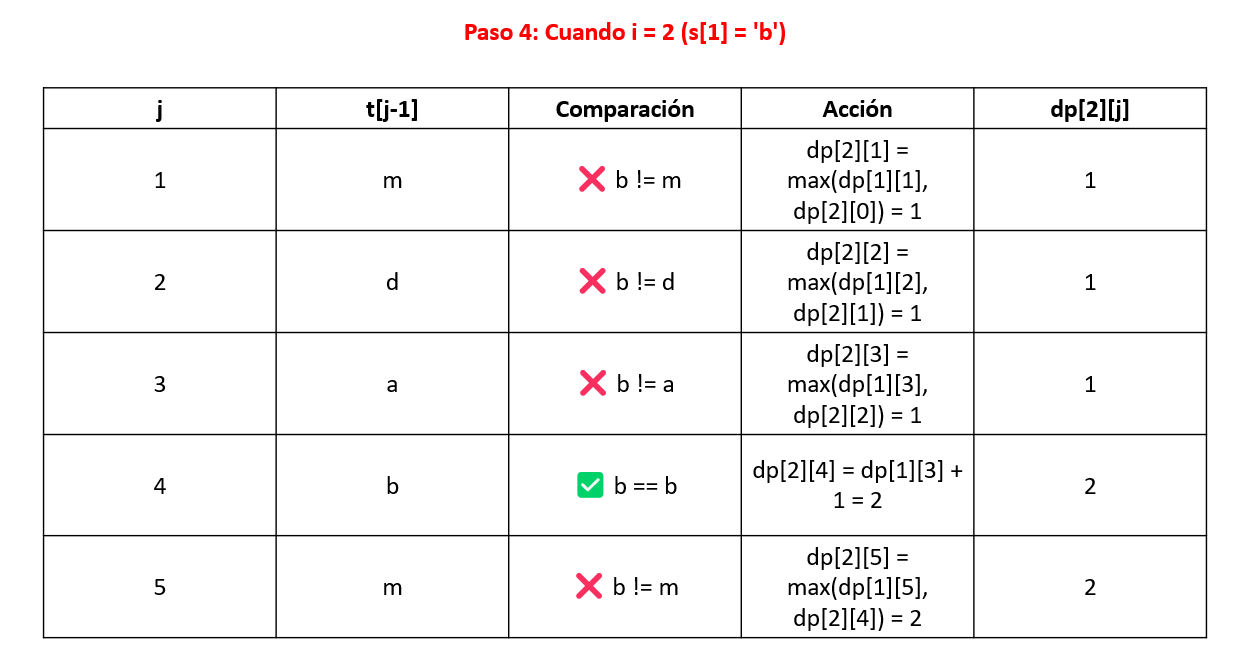 Paso 4: Cuando i = 2 (s[1] = 'b')
j t[j-1] Comparación Acción dp[2][j]
1 m ❌ b != m dp[2][1] =
max(dp[1][1],
dp[2][0]) = 1 1
2 d ❌ b != d dp[2][2] =
max(dp[1][2],
dp[2][1]) = 1 1
3 a ❌ b != a dp[2][3] =
max(dp[1][3],
dp[2][2]) = 1 1
4 b ✅ b == b dp[2][4] = dp[1][3] +
1 = 2 2
5 m ❌ b != m dp[2][5] =
max(dp[1][5],
dp[2][4]) = 2 2